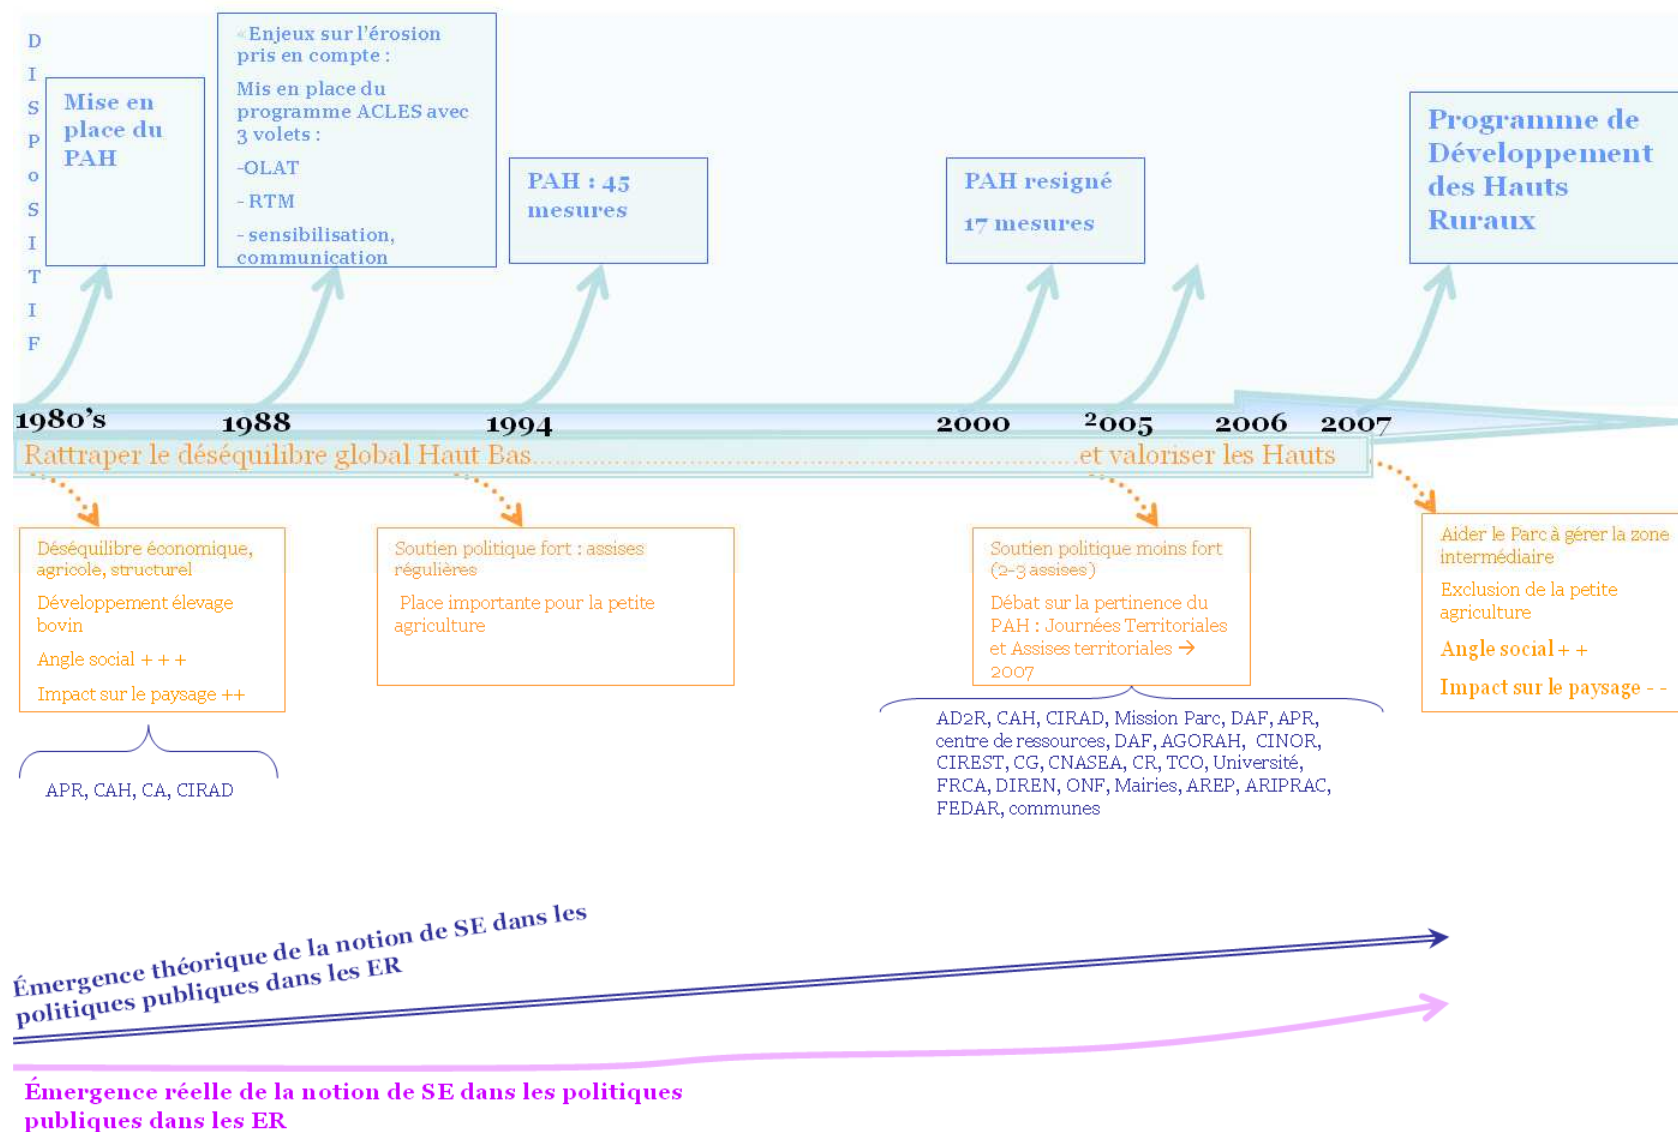 DISPoSITIF
Mise en
place du
PAH
«Enjeux sur l'érosion
pris en compte :
Mis en place du
programme ACLES avec
3 volets :
-OLAT
- RTM
- sensibilisation,
communication
PAH : 45
mesures
PAH resigné
17 mesures
Programme de
Développement
des Hauts
Ruraux
1980's 1988 1994 2000 2005 2006 2007
Rattraper le déséquilibre global Haut Bas..................................................................................et valoriser les Hauts
Déséquilibre économique,
agricole, structurel
Développement élevage
bovin
Angle social + + +
Impact sur le paysage ++
Soutien politique fort : assises
régulières
Place importante pour la petite
agriculture
Soutien politique moins fort
(2-3 assises)
Débat sur la pertinence du
PAH : Journées Territoriales
et Assises territoriales →
2007
Aider le Parc à gérer la zone
intermédiaire
Exclusion de la petite
agriculture
Angle social + +
Impact sur le paysage - -
APR, CAH, CA, CIRAD
AD2R, CAH, CIRAD, Mission Parc, DAF, APR,
centre de ressources, DAF, AGORAH, CINOR,
CIREST, CG, CNASEA, CR, TCO, Université,
FRCA, DIREN, ONF, Mairies, AREP, ARIPRAC,
FEDAR, communes
Émergence théorique de la notion de SE dans les
politiques publiques dans les ER
Émergence réelle de la notion de SE dans les politiques
publiques dans les ER